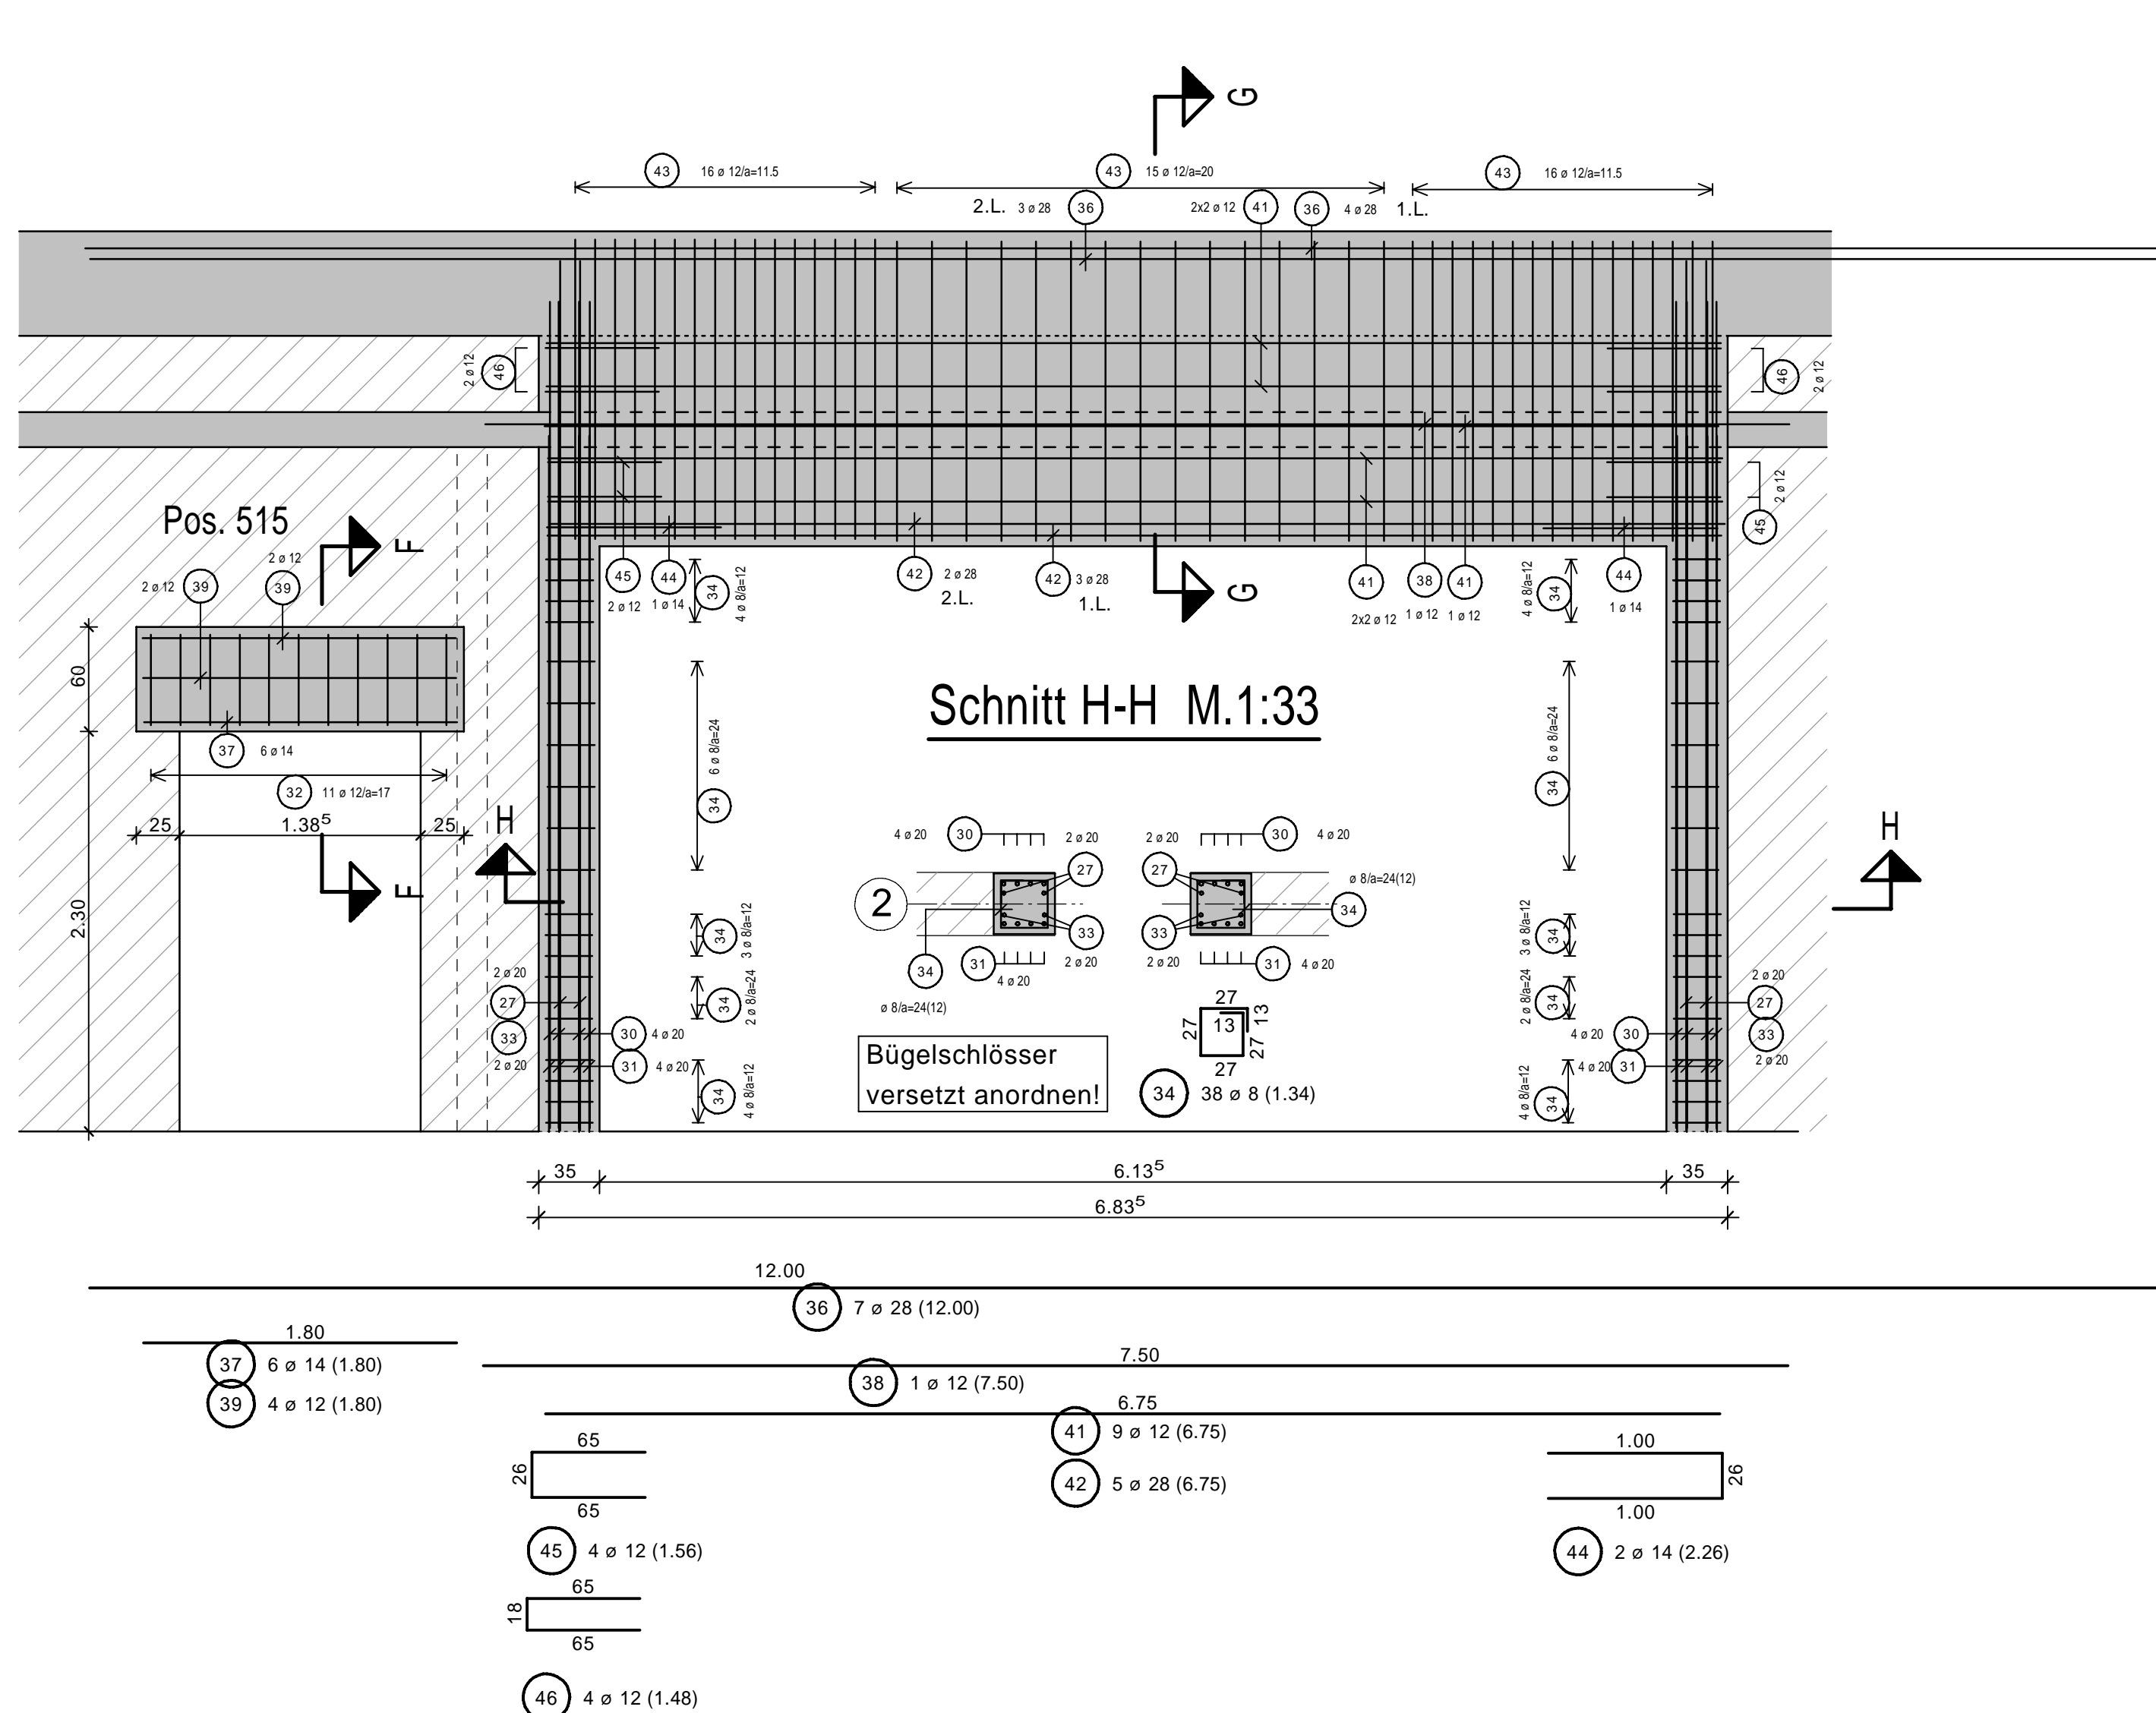 G
43 16 ø 12/a=11.5
43 15 ø 12/a=20
43 16 ø 12/a=11.5
2.L. 3 ø 28 36
2x2 ø 12 41
36 4 ø 28 1.L.
2 ø 12 46
46 2 ø 12
45 2 ø 12
Pos. 515
F
2 ø 12 39
2 ø 12 39
45 2 ø 12
44 1 ø 14
34 4 ø 8/a=12
42 2 ø 28 2.L.
42 3 ø 28 1.L.
G
41 2x2 ø 12
38 1 ø 12
41 1 ø 12
34 4 ø 8/a=12
44 1 ø 14
60
37 6 ø 14
32 11 ø 12/a=17
25 1.38⁵ 25
2.30
F
H
H
34 6 ø 8/a=24
34 6 ø 8/a=24
Schnitt H-H M.1:33
4 ø 20 30 2 ø 20
2 ø 20 30 4 ø 20
27
27
ø 8/a=24(12)
34
2
33
33
31 4 ø 20 2 ø 20
2 ø 20 31 4 ø 20
34
ø 8/a=24(12)
34 3 ø 8/a=12
34 3 ø 8/a=12
34 2 ø 8/a=24
34 2 ø 8/a=24
2 ø 20
27
33
2 ø 20
30 4 ø 20
31 4 ø 20
34 4 ø 8/a=12
2 ø 20
27
33
2 ø 20
4 ø 20 30
4 ø 20 31
34 4 ø 8/a=12
27
27 13 13
27
27
Bügelschlösser
versetzt anordnen!
34 38 ø 8 (1.34)
35 6.13⁵ 35
6.83⁵
12.00
36 7 ø 28 (12.00)
1.80
37 6 ø 14 (1.80)
39 4 ø 12 (1.80)
7.50
38 1 ø 12 (7.50)
6.75
41 9 ø 12 (6.75)
42 5 ø 28 (6.75)
65
26
65
45 4 ø 12 (1.56)
1.00
26
1.00
44 2 ø 14 (2.26)
65
18
65
46 4 ø 12 (1.48)